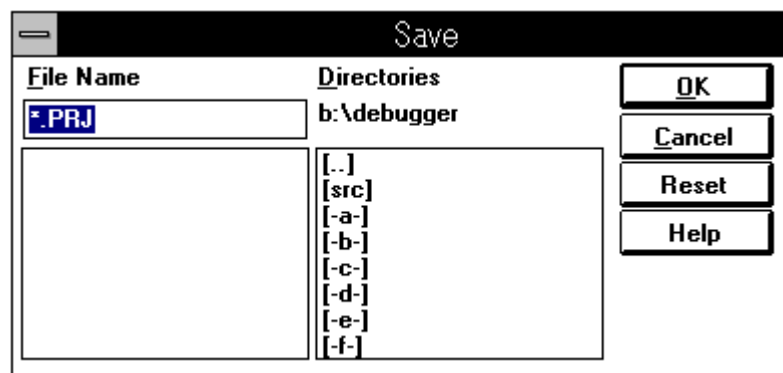 Save
File Name
*.PRJ
Directories
b:\debugger
[..]
[src]
[-a-]
[-b-]
[-c-]
[-d-]
[-e-]
[-f-]
OK
Cancel
Reset
Help